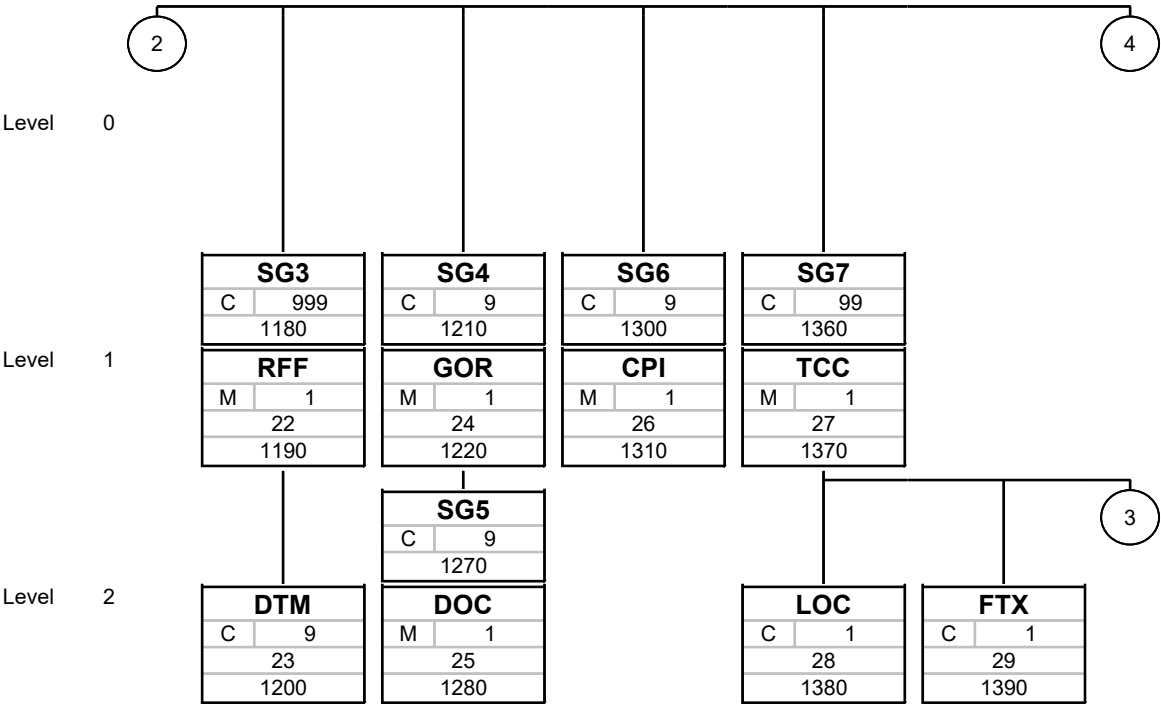 2
4
Level 0
SG3 SG4 SG6 SG7
C 999 C 9 C 9 C 99
1180 1210 1300 1360
Level 1
RFF GOR CPI TCC
M 1 M 1 M 1 M 1
22 24 26 27
1190 1220 1310 1370
SG5
C 9
1270
3
Level 2
DTM DOC LOC FTX
C 9 M 1 C 1 C 1
23 25 28 29
1200 1280 1380 1390